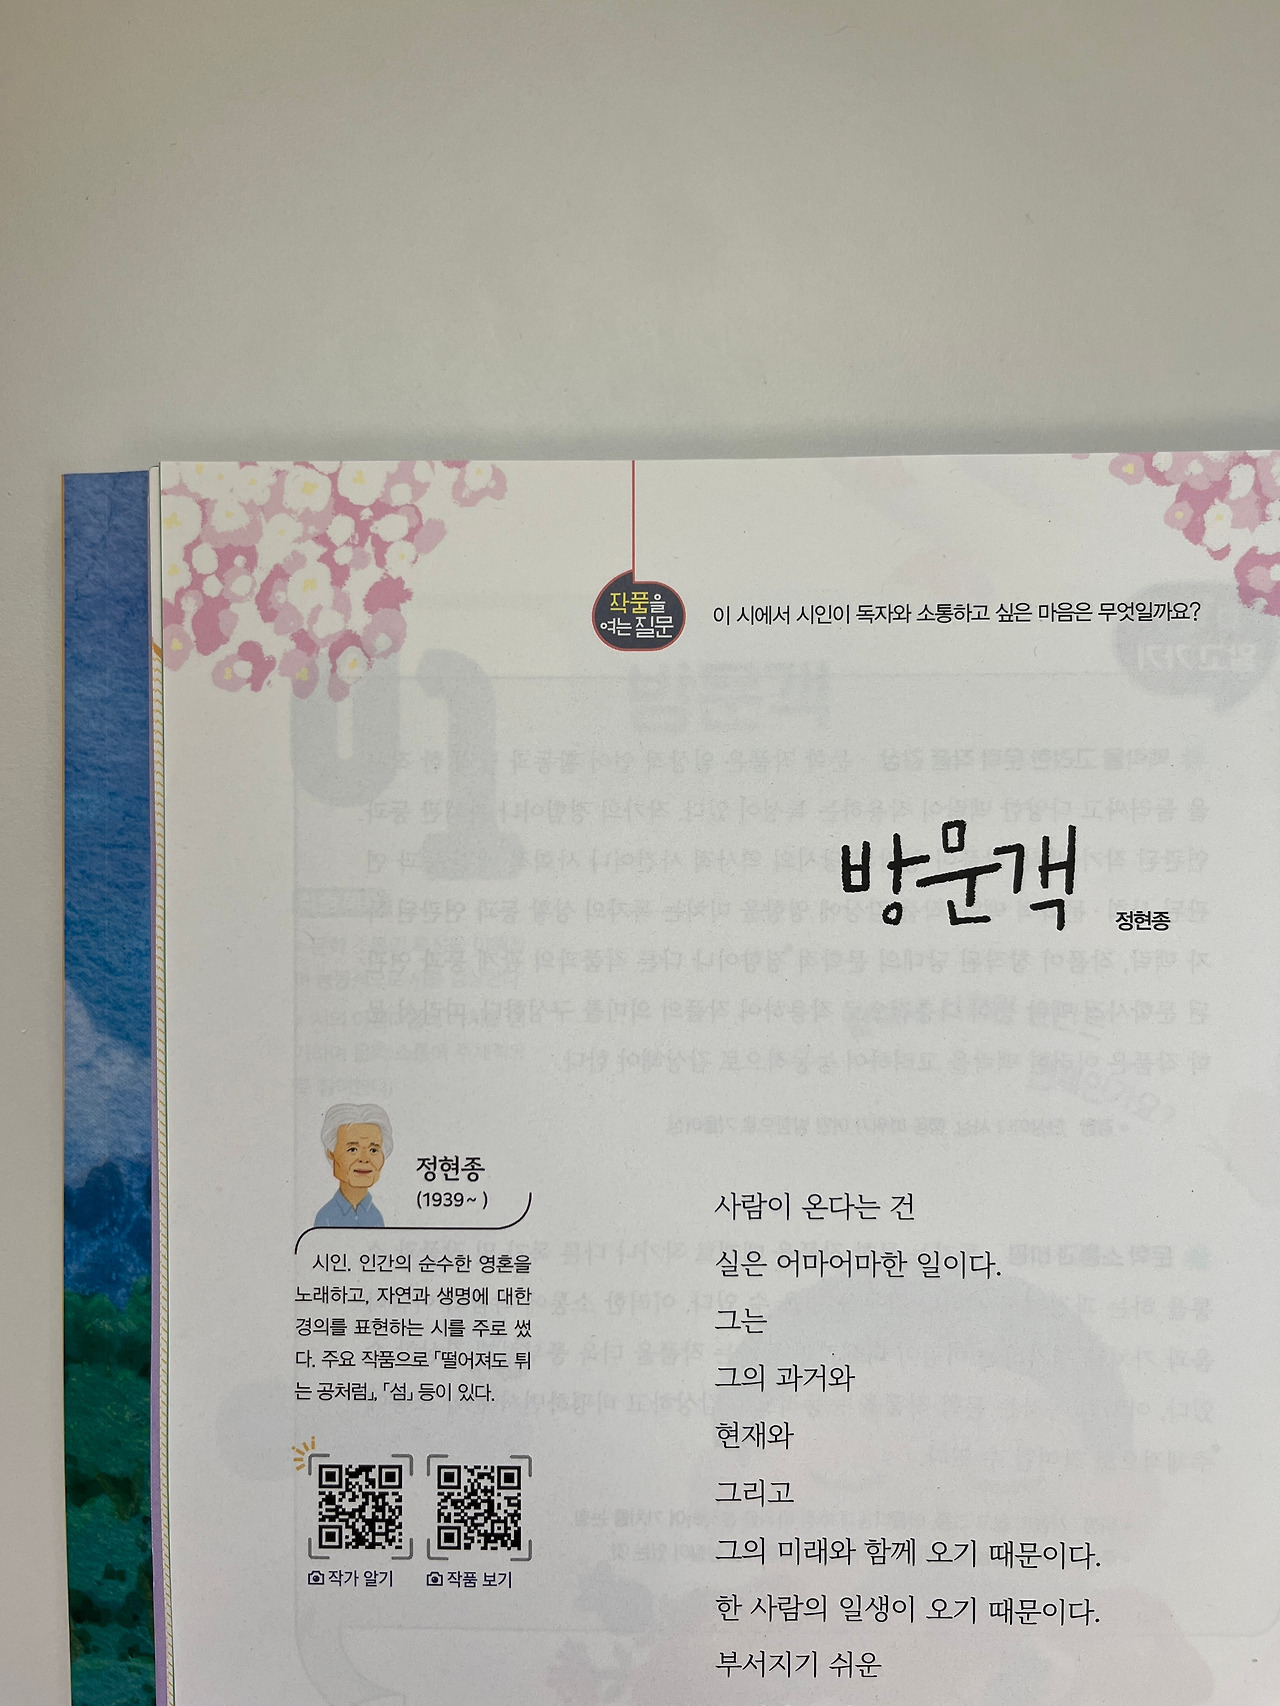 작품을
여는 질문
이 시에서 시인이 독자와 소통하고 싶은 마음은 무엇일까요?
방문객
정현종
정현종
(1939~ )
시인. 인간의 순수한 영혼을
노래하고, 자연과 생명에 대한
경의를 표현하는 시를 주로 썼
다. 주요 작품으로 「떨어져도 튀
는 공처럼」, 「섬」 등이 있다.
작가 알기
작품 보기
사람이 온다는 건
실은 어마어마한 일이다.
그는
그의 과거와
현재와
그리고
그의 미래와 함께 오기 때문이다.
한 사람의 일생이 오기 때문이다.
부서지기 쉬운